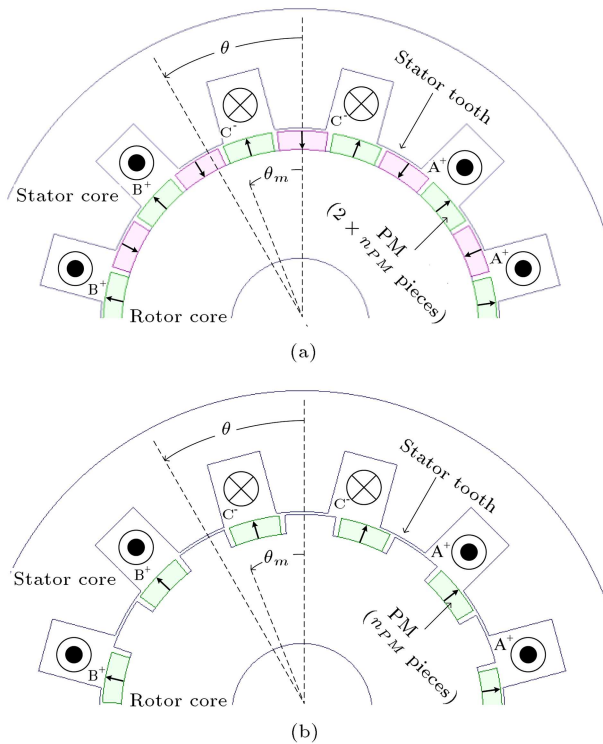 θ
Stator tooth
C-
C-
B+
A+
θm
Stator core
PM
(2 × nPM pieces)
B+
A+
Rotor core
(a)
θ
Stator tooth
C-
C-
B+
A+
θm
Stator core
PM
(nPM pieces)
B+
A+
Rotor core
(b)